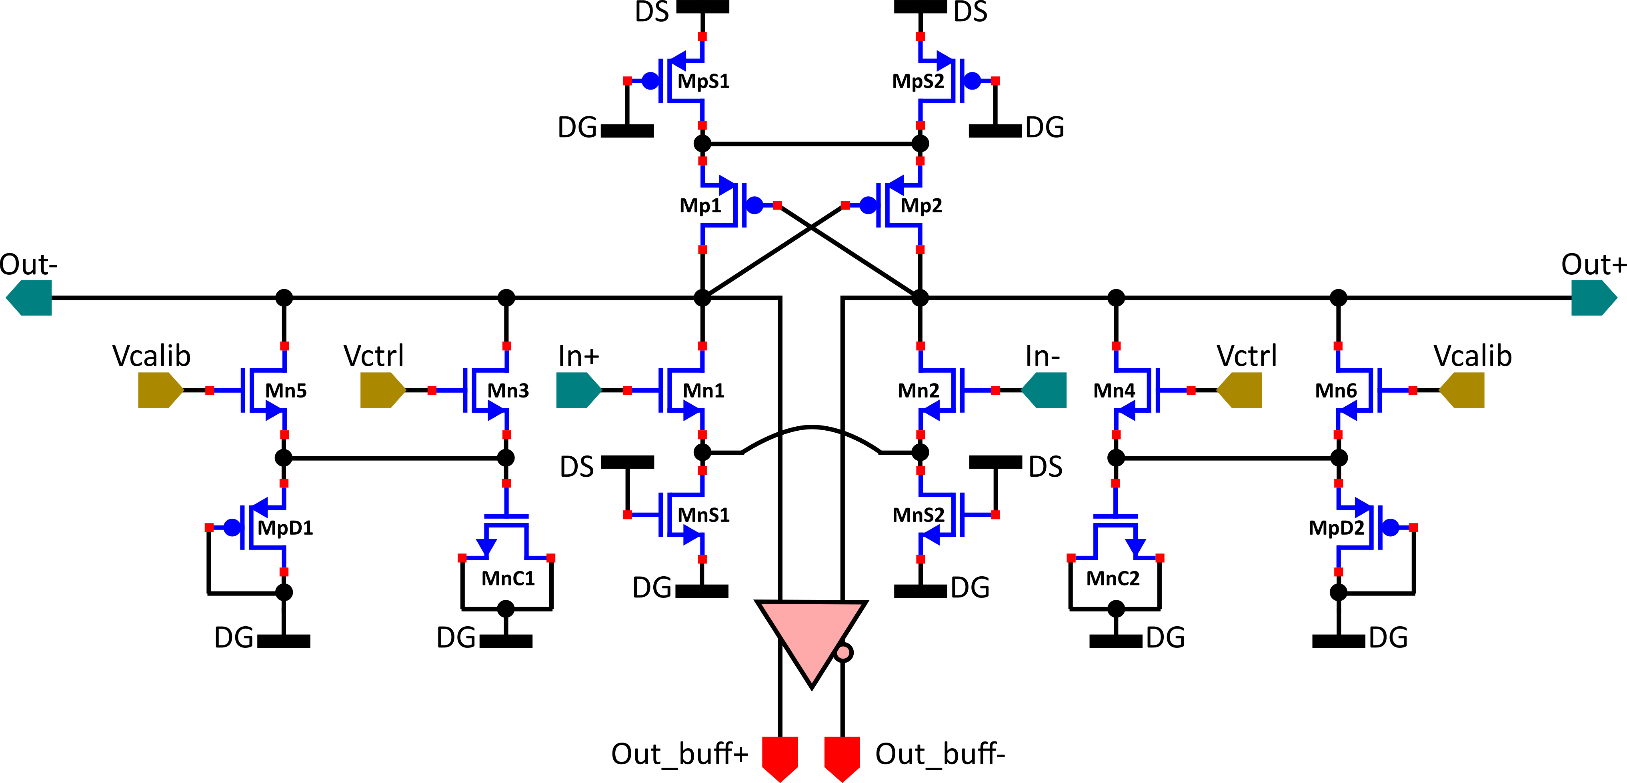 DS DS
MpS1 MpS2
DG DG
Mp1 Mp2
Out- Out+
Vcalib Vctrl In+ In- Vctrl Vcalib
Mn5 Mn3 Mn1 Mn2 Mn4 Mn6
DS DS
MpD1 MnS1 MnS2 MpD2
MnC1 MnC2
DG DG
DG DG DG DG
Out_buff+ Out_buff-